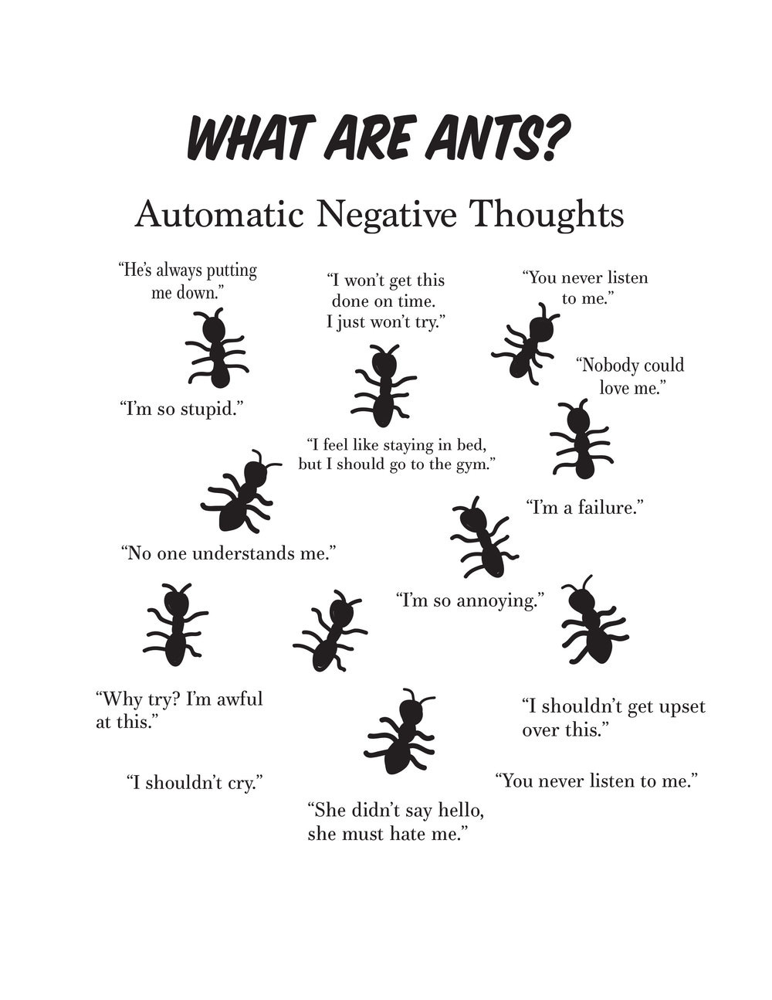 WHAT ARE ANTS?
Automatic Negative Thoughts
“He’s always putting
me down.”
“I won’t get this
done on time.
I just won’t try.”
“You never listen
to me.”
“Nobody could
love me.”
“I’m so stupid.”
“I feel like staying in bed,
but I should go to the gym.”
“I’m a failure.”
“No one understands me.”
“I’m so annoying.”
“Why try? I’m awful
at this.”
“I shouldn’t get upset
over this.”
“I shouldn’t cry.”
“You never listen to me.”
“She didn’t say hello,
she must hate me.”